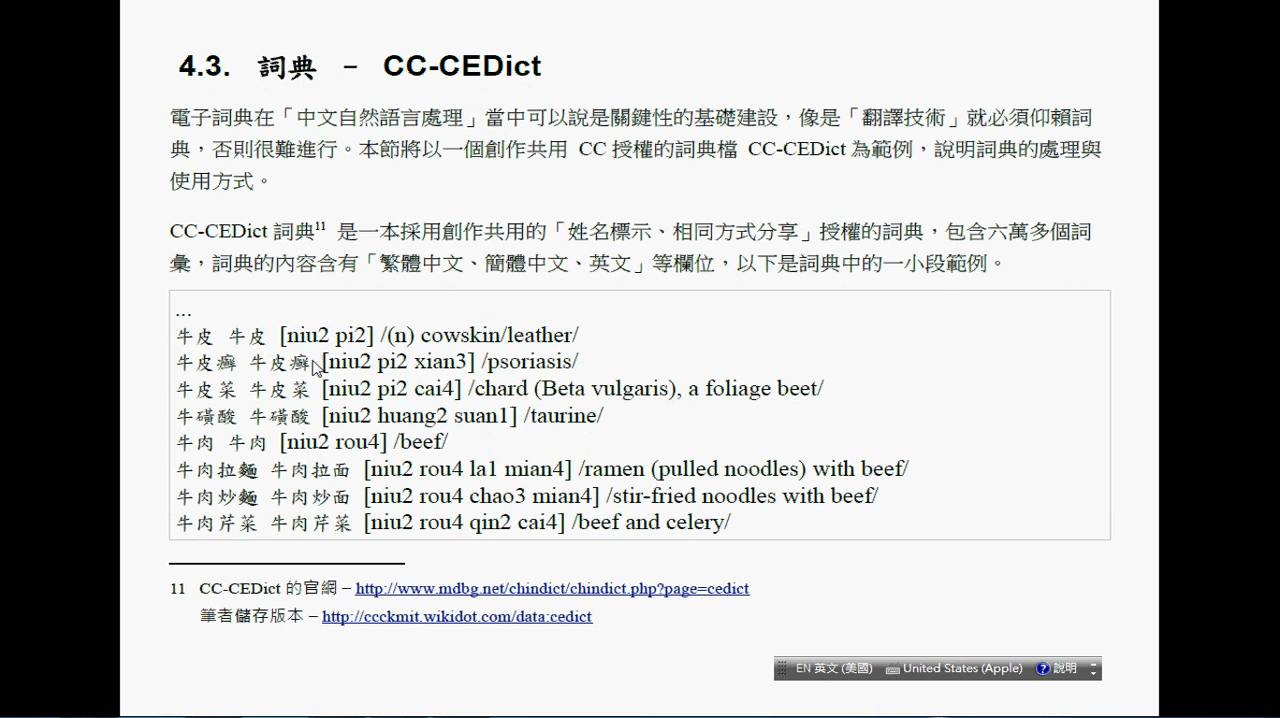 4.3. 詞典 – CC-CEDict
電子詞典在「中文自然語言處理」當中可以說是關鍵性的基礎建設，像是「翻譯技術」就必須仰賴詞
典，否則很難進行。本節將以一個創作共用 CC 授權的詞典檔 CC-CEDict 為範例，說明詞典的處理與
使用方式。
CC-CEDict 詞典11 是一本採用創作共用的「姓名標示、相同方式分享」授權的詞典，包含六萬多個詞
彙，詞典的內容含有「繁體中文、簡體中文、英文」等欄位，以下是詞典中的一小段範例。
...
牛皮 牛皮 [niu2 pi2] /(n) cowskin/leather/
牛皮癬 牛皮癬 [niu2 pi2 xian3] /psoriasis/
牛皮菜 牛皮菜 [niu2 pi2 cai4] /chard (Beta vulgaris), a foliage beet/
牛磺酸 牛磺酸 [niu2 huang2 suan1] /taurine/
牛肉 牛肉 [niu2 rou4] /beef/
牛肉拉麵 牛肉拉面 [niu2 rou4 la1 mian4] /ramen (pulled noodles) with beef/
牛肉炒麵 牛肉炒面 [niu2 rou4 chao3 mian4] /stir-fried noodles with beef/
牛肉芹菜 牛肉芹菜 [niu2 rou4 qin2 cai4] /beef and celery/
11 CC-CEDict 的官網 – http://www.mdbg.net/chindict/chindict.php?page=cedict
筆者儲存版本 – http://ccckmit.wikidot.com/data:cedict
EN 英文 (美國) United States (Apple) ? 說明